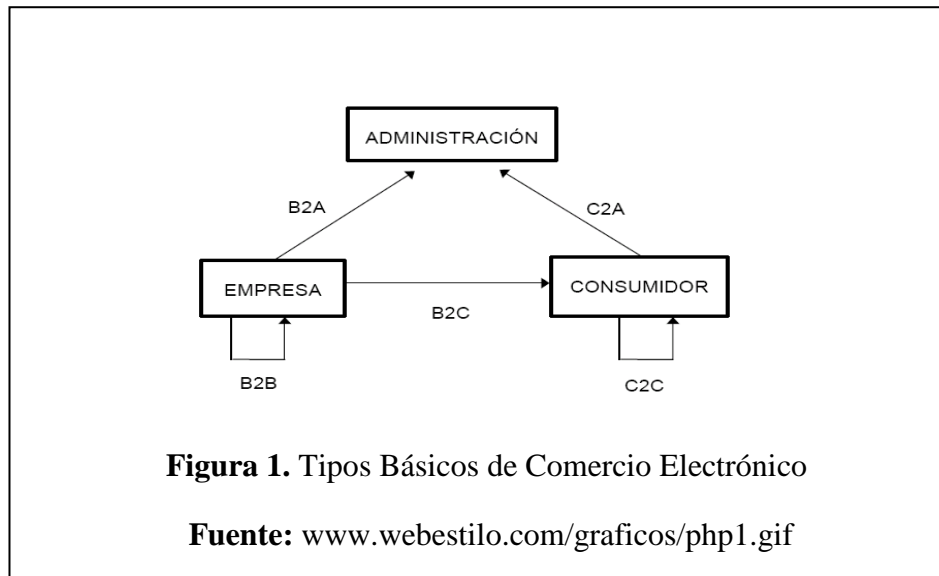 ADMINISTRACIÓN
B2A
C2A
EMPRESA
CONSUMIDOR
B2C
B2B
C2C
Figura 1. Tipos Básicos de Comercio Electrónico
Fuente: www.webestilo.com/graficos/php1.gif